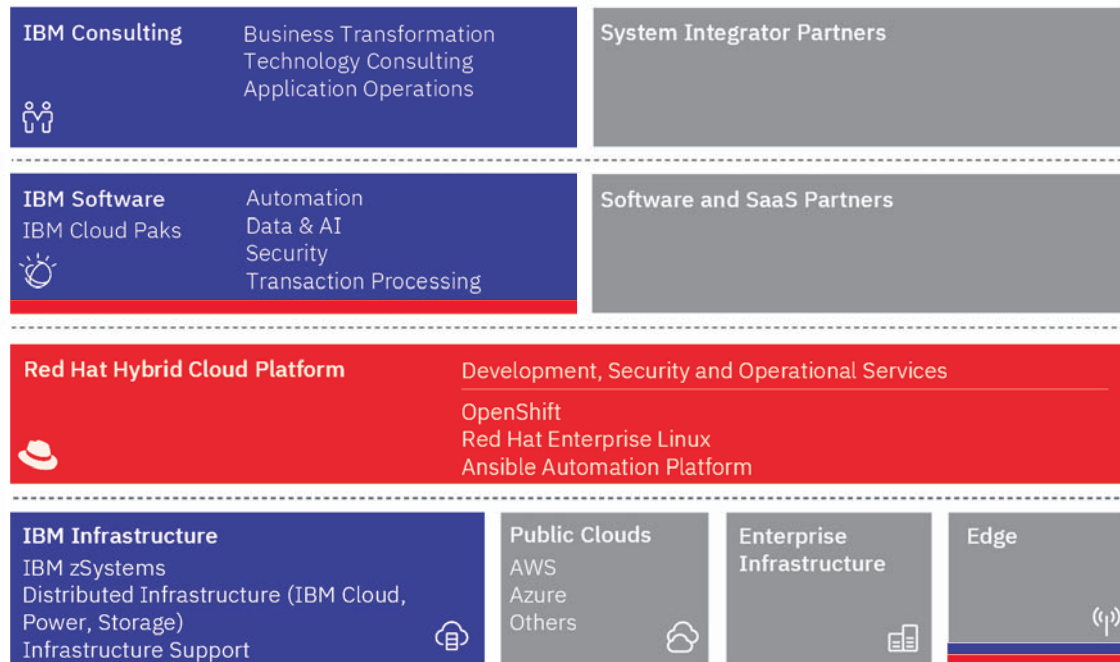 IBM Consulting
Business Transformation
Technology Consulting
Application Operations
System Integrator Partners
IBM Software
IBM Cloud Paks
Automation
Data & AI
Security
Transaction Processing
Software and SaaS Partners
Red Hat Hybrid Cloud Platform
Development, Security and Operational Services
OpenShift
Red Hat Enterprise Linux
Ansible Automation Platform
IBM Infrastructure
IBM zSystems
Distributed Infrastructure (IBM Cloud,
Power, Storage)
Infrastructure Support
Public Clouds
AWS
Azure
Others
Enterprise
Infrastructure
Edge